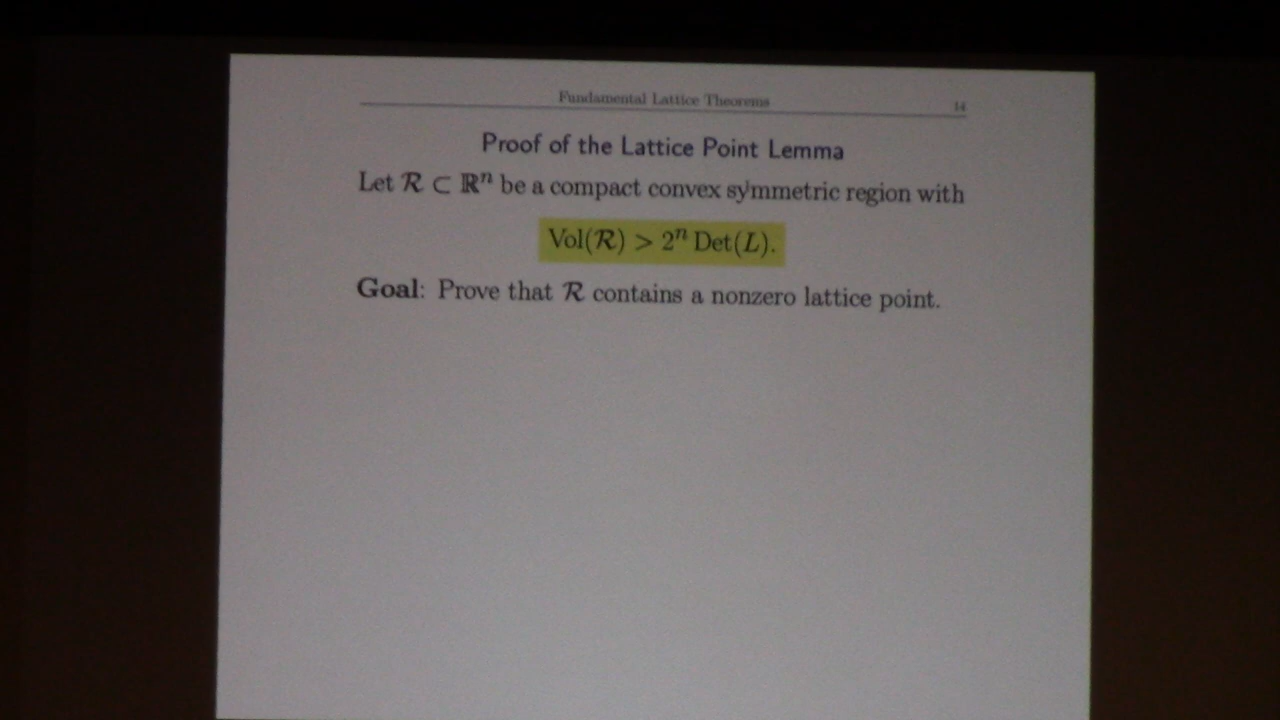 Fundamental Lattice Theorems 14
Proof of the Lattice Point Lemma
Let ℛ ⊂ ℝⁿ be a compact convex symmetric region with
Vol(ℛ) > 2ⁿ Det(L).
Goal: Prove that ℛ contains a nonzero lattice point.